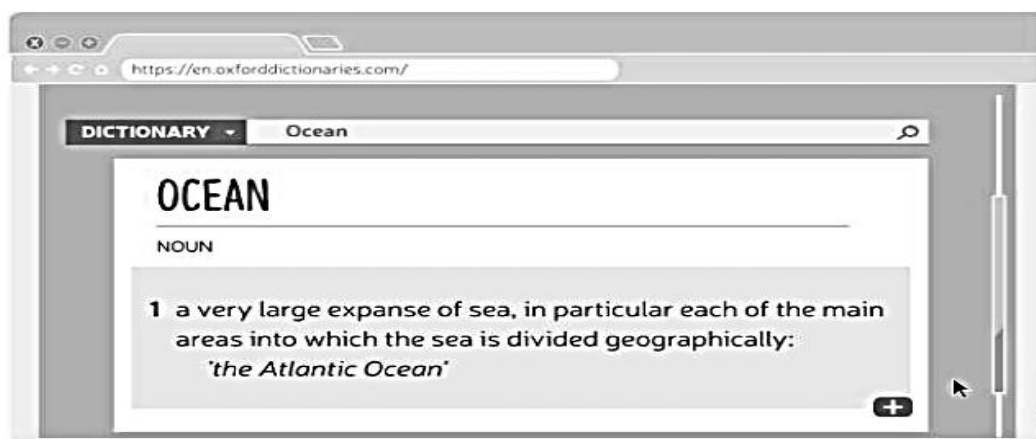 https://en.oxforddictionaries.com/
DICTIONARY Ocean
OCEAN
NOUN
1 a very large expanse of sea, in particular each of the main
areas into which the sea is divided geographically:
'the Atlantic Ocean'